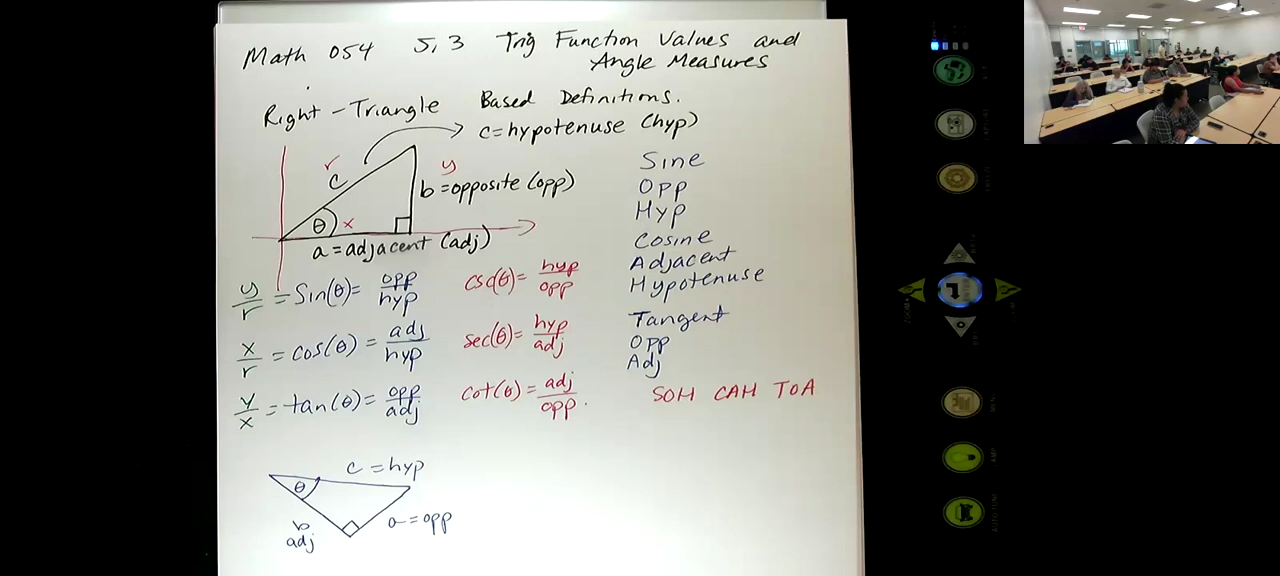 Math 054 5.3 Trig Function Values and
Angle Measures
Right-Triangle Based Definitions.
c=hypotenuse (hyp)
r
c
y
b=opposite (opp)
θ
x
a=adjacent (adj)
y/r = Sin(θ)= opp/hyp
csc(θ)= hyp/opp
x/r = cos(θ) = adj/hyp
sec(θ)= hyp/adj
y/x = tan(θ) = opp/adj
cot(θ)= adj/opp.
Sine
Opp
Hyp
Cosine
Adjacent
Hypotenuse
Tangent
Opp
Adj
SOH CAH TOA
c=hyp
θ
b
adj
a=opp